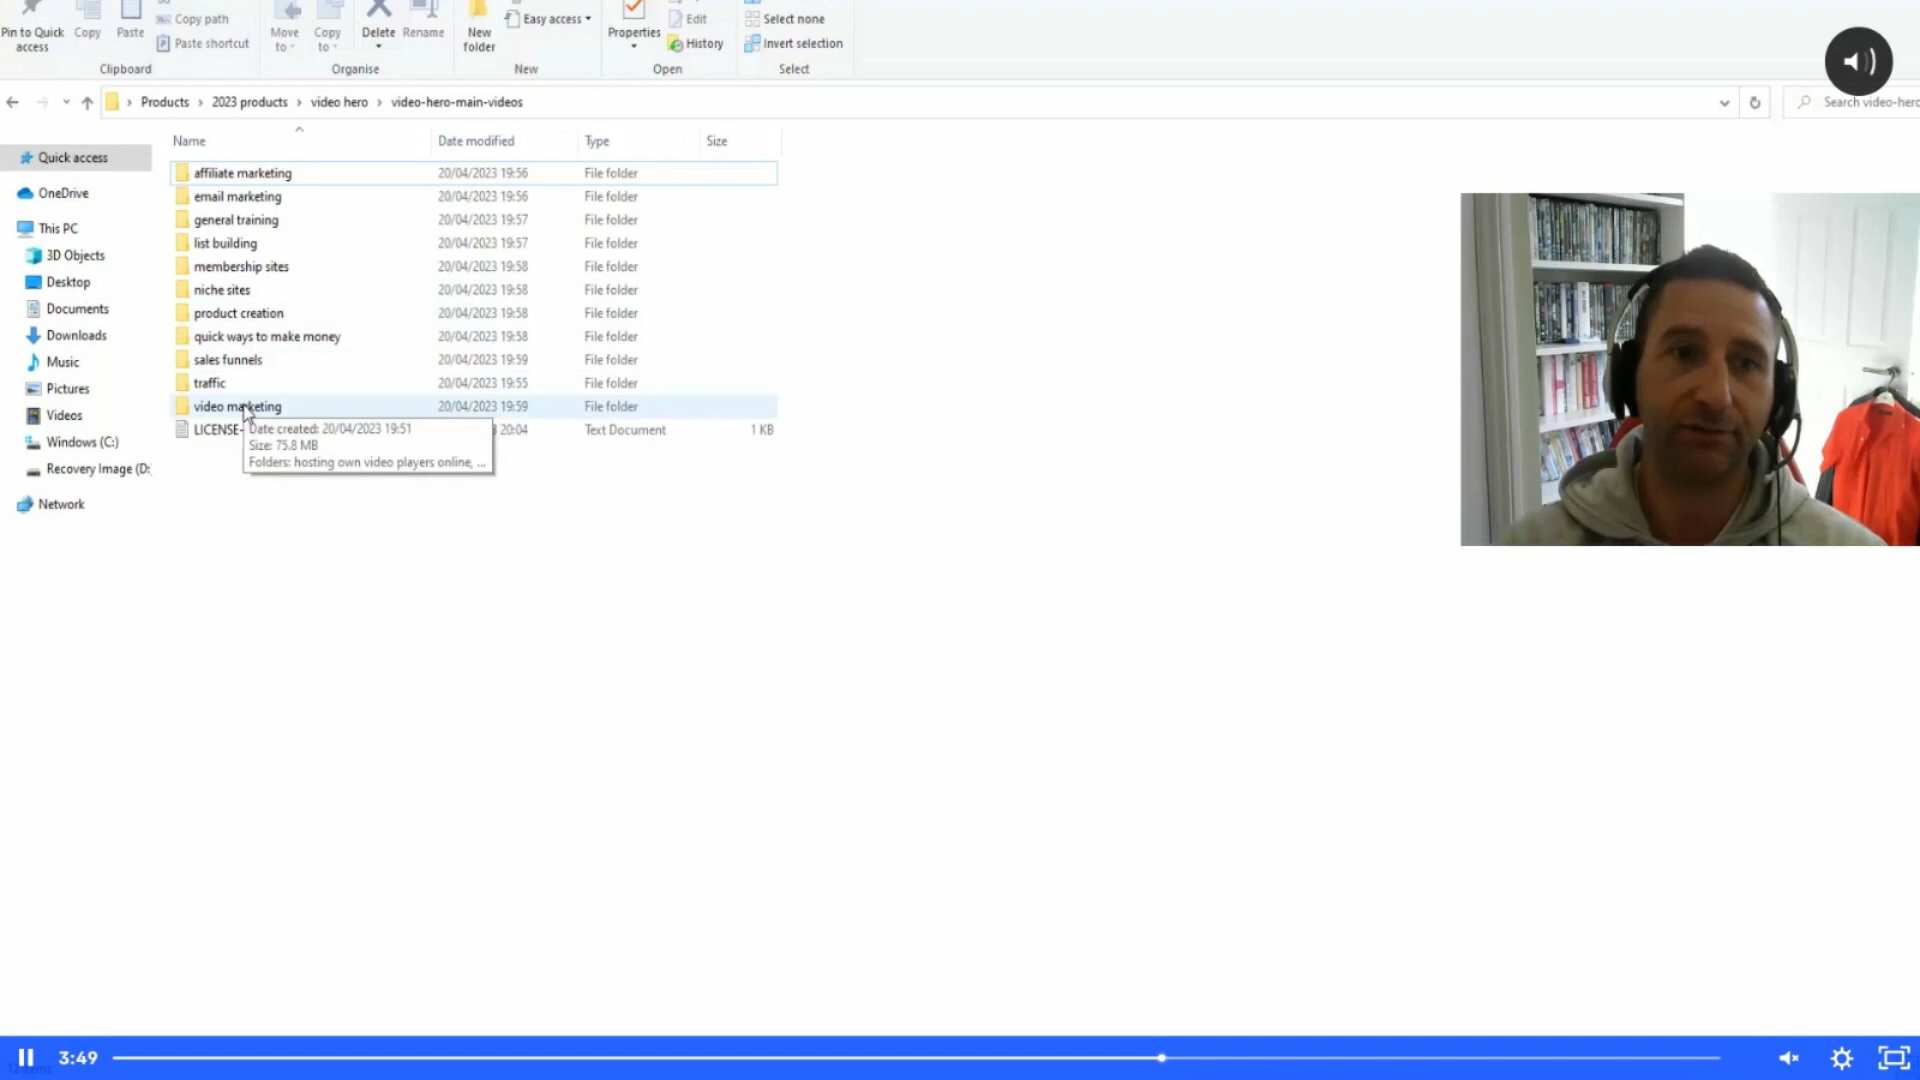 Copy path
Easy access
Edit
Select none
Pin to Quick access
Copy
Paste
Paste shortcut
Move to
Copy to
Delete
Rename
New folder
Properties
History
Invert selection
Clipboard
Organise
New
Open
Select
Products › 2023 products › video hero › video-hero-main-videos
Search video-hero
Name Date modified Type Size
Quick access
OneDrive
This PC
3D Objects
Desktop
Documents
Downloads
Music
Pictures
Videos
Windows (C:)
Recovery Image (D:
Network
affiliate marketing 20/04/2023 19:56 File folder
email marketing 20/04/2023 19:56 File folder
general training 20/04/2023 19:57 File folder
list building 20/04/2023 19:57 File folder
membership sites 20/04/2023 19:58 File folder
niche sites 20/04/2023 19:58 File folder
product creation 20/04/2023 19:58 File folder
quick ways to make money 20/04/2023 19:58 File folder
sales funnels 20/04/2023 19:59 File folder
traffic 20/04/2023 19:55 File folder
video marketing 20/04/2023 19:59 File folder
LICENSE- 20:04 Text Document 1 KB
Date created: 20/04/2023 19:51
Size: 75.8 MB
Folders: hosting own video players online, ...
3:49
12 items